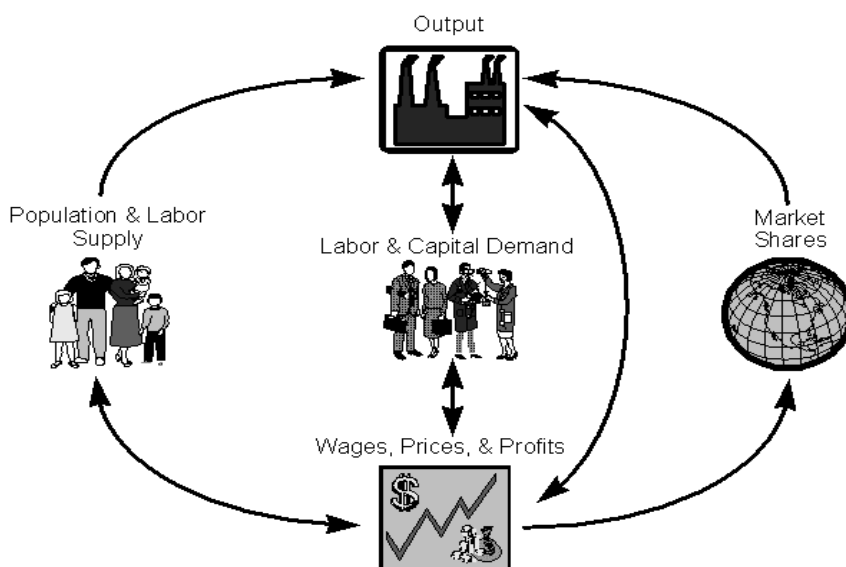 Output
Population & Labor
Supply
Labor & Capital Demand
Market
Shares
Wages, Prices, & Profits
$
$